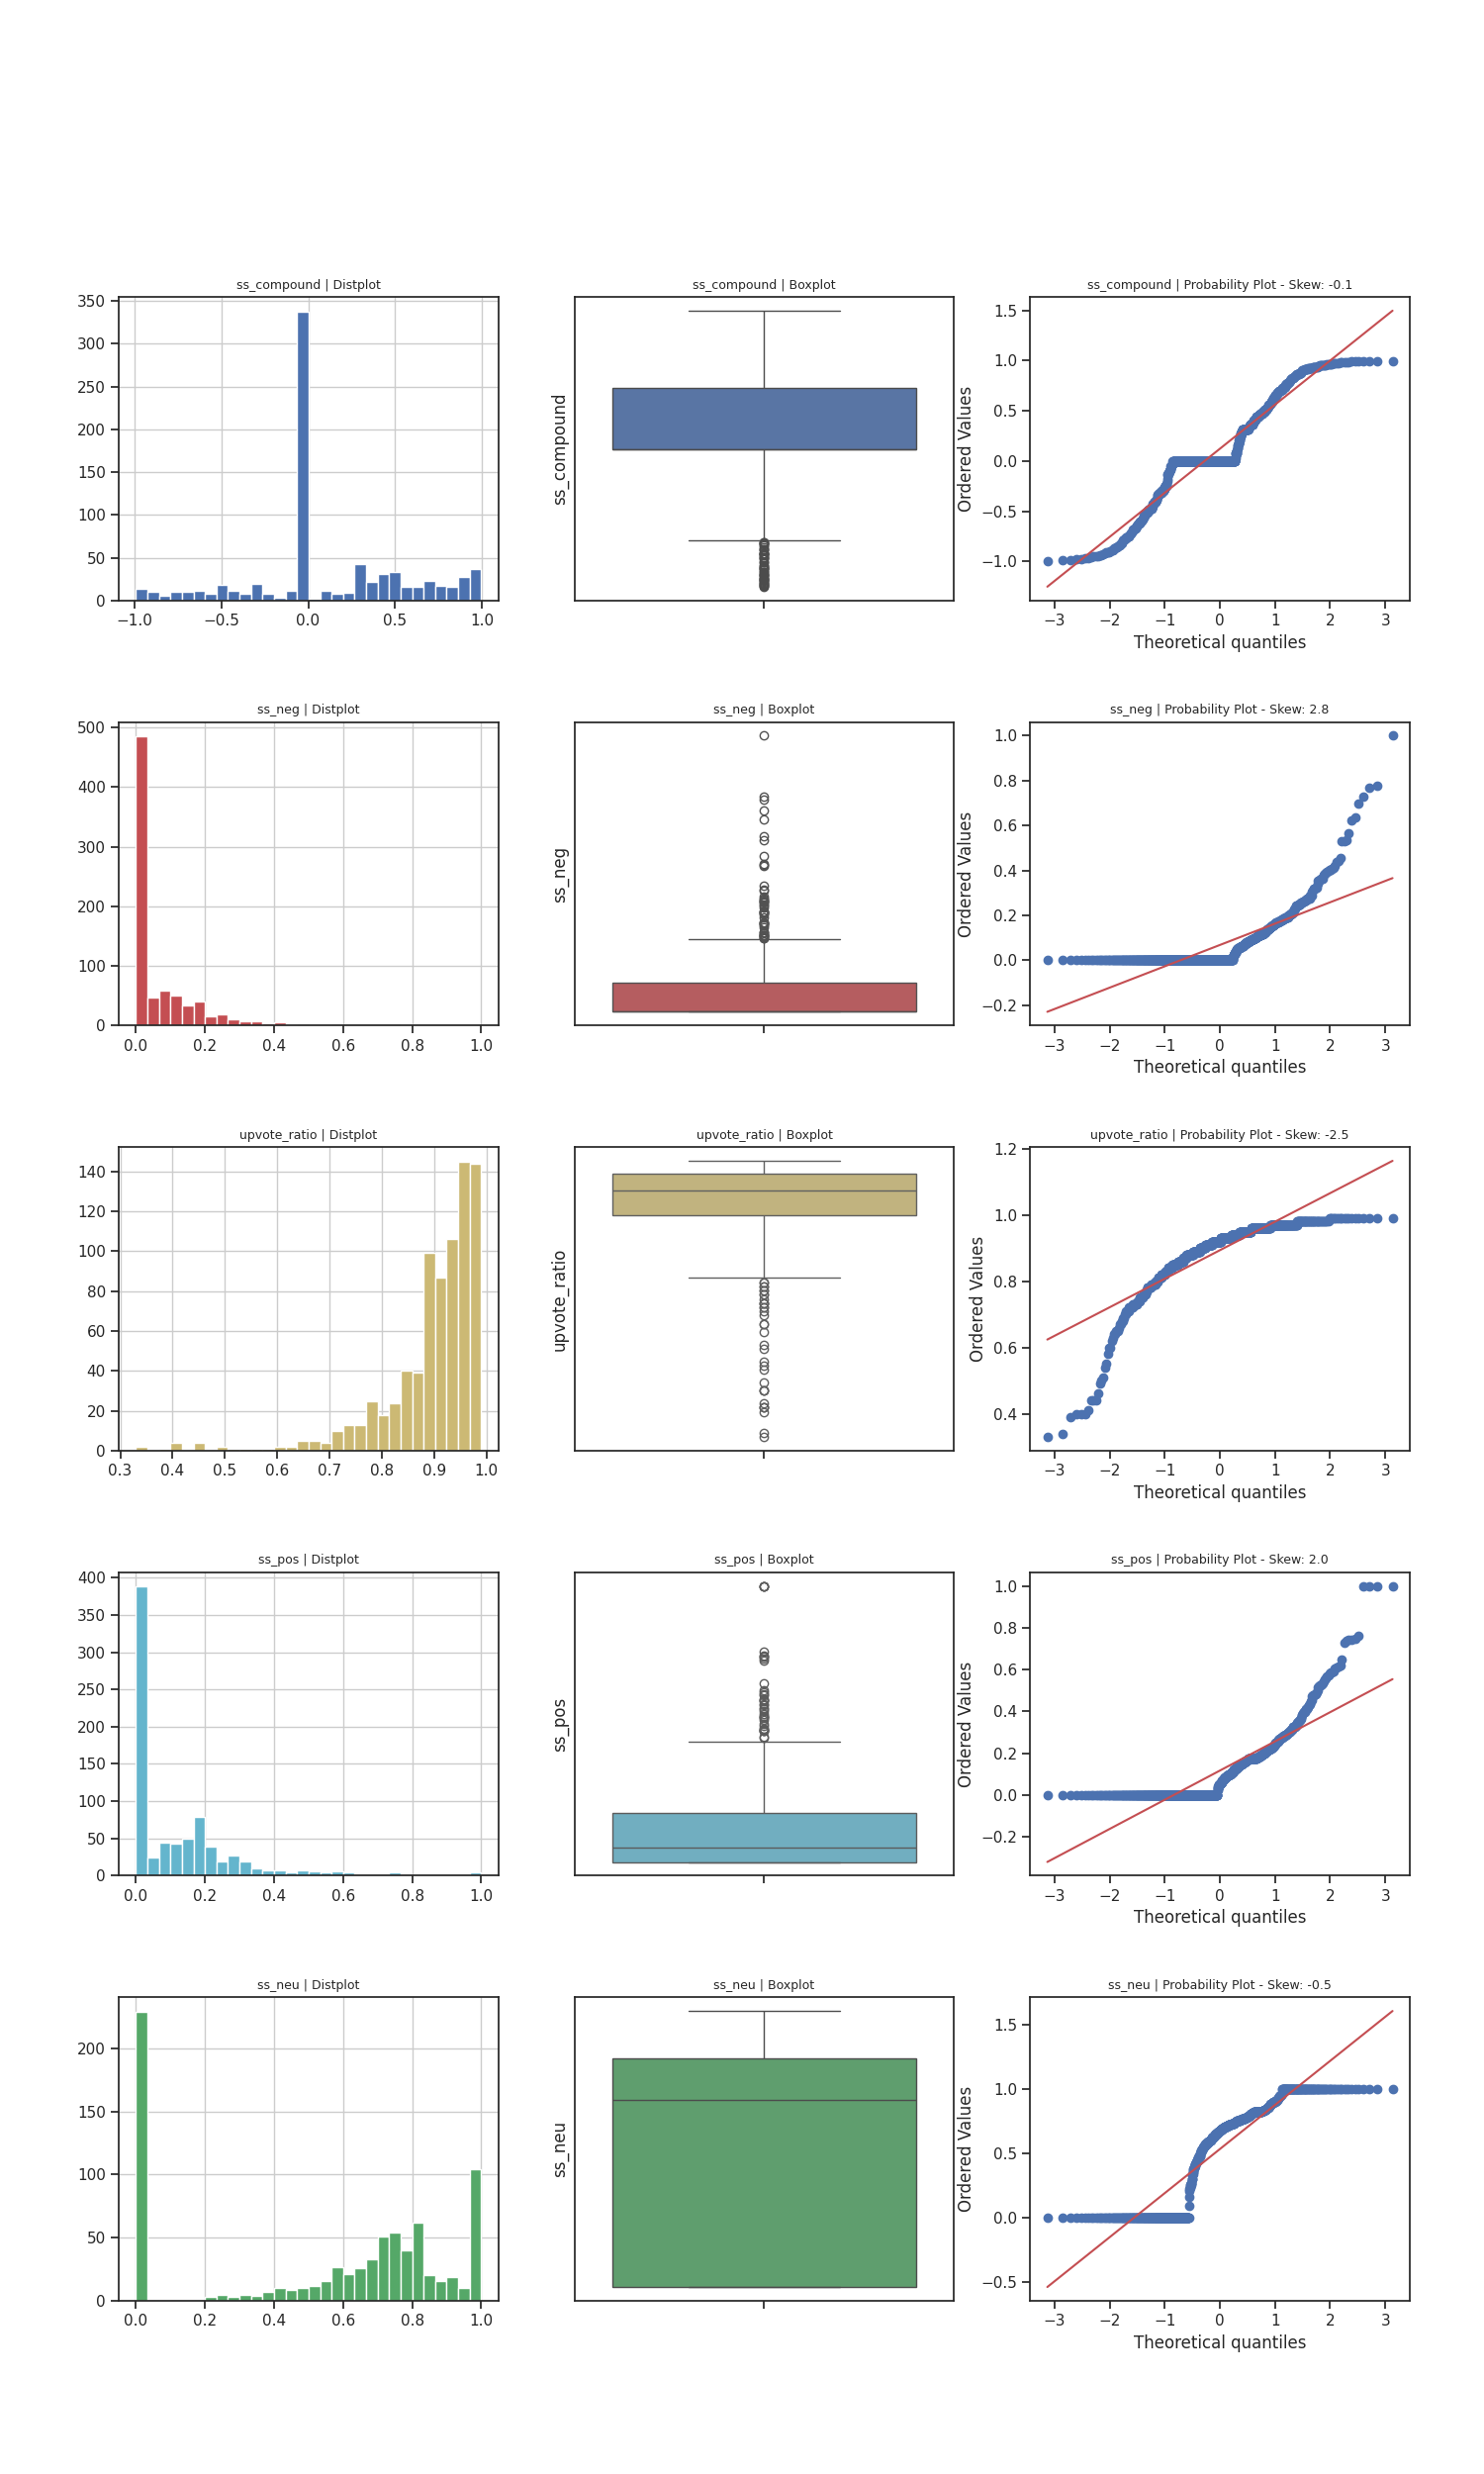 ss_compound | Distplot
350
300
250
200
150
100
50
0
−1.0 −0.5 0.0 0.5 1.0
ss_compound | Boxplot
ss_compound
ss_compound | Probability Plot - Skew: -0.1
Ordered Values
1.5
1.0
0.5
0.0
−0.5
−1.0
−3 −2 −1 0 1 2 3
Theoretical quantiles
ss_neg | Distplot
500
400
300
200
100
0
0.0 0.2 0.4 0.6 0.8 1.0
ss_neg | Boxplot
ss_neg
ss_neg | Probability Plot - Skew: 2.8
Ordered Values
1.0
0.8
0.6
0.4
0.2
0.0
−0.2
−3 −2 −1 0 1 2 3
Theoretical quantiles
upvote_ratio | Distplot
140
120
100
80
60
40
20
0
0.3 0.4 0.5 0.6 0.7 0.8 0.9 1.0
upvote_ratio | Boxplot
upvote_ratio
upvote_ratio | Probability Plot - Skew: -2.5
Ordered Values
1.2
1.0
0.8
0.6
0.4
−3 −2 −1 0 1 2 3
Theoretical quantiles
ss_pos | Distplot
400
350
300
250
200
150
100
50
0
0.0 0.2 0.4 0.6 0.8 1.0
ss_pos | Boxplot
ss_pos
ss_pos | Probability Plot - Skew: 2.0
Ordered Values
1.0
0.8
0.6
0.4
0.2
0.0
−0.2
−3 −2 −1 0 1 2 3
Theoretical quantiles
ss_neu | Distplot
200
150
100
50
0
0.0 0.2 0.4 0.6 0.8 1.0
ss_neu | Boxplot
ss_neu
ss_neu | Probability Plot - Skew: -0.5
Ordered Values
1.5
1.0
0.5
0.0
−0.5
−3 −2 −1 0 1 2 3
Theoretical quantiles